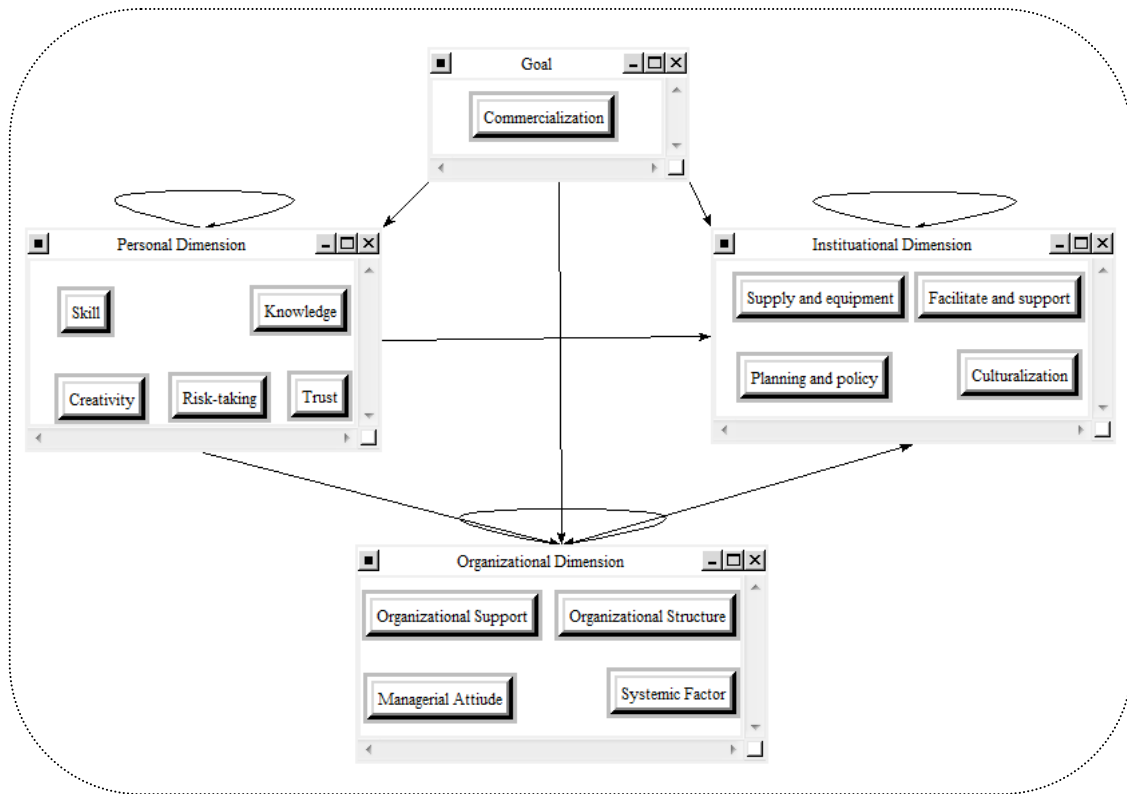 Goal
Commercialization
Personal Dimension
Skill
Knowledge
Creativity
Risk-taking
Trust
Instituational Dimension
Supply and equipment
Facilitate and support
Planning and policy
Culturalization
Organizational Dimension
Organizational Support
Organizational Structure
Managerial Attiude
Systemic Factor